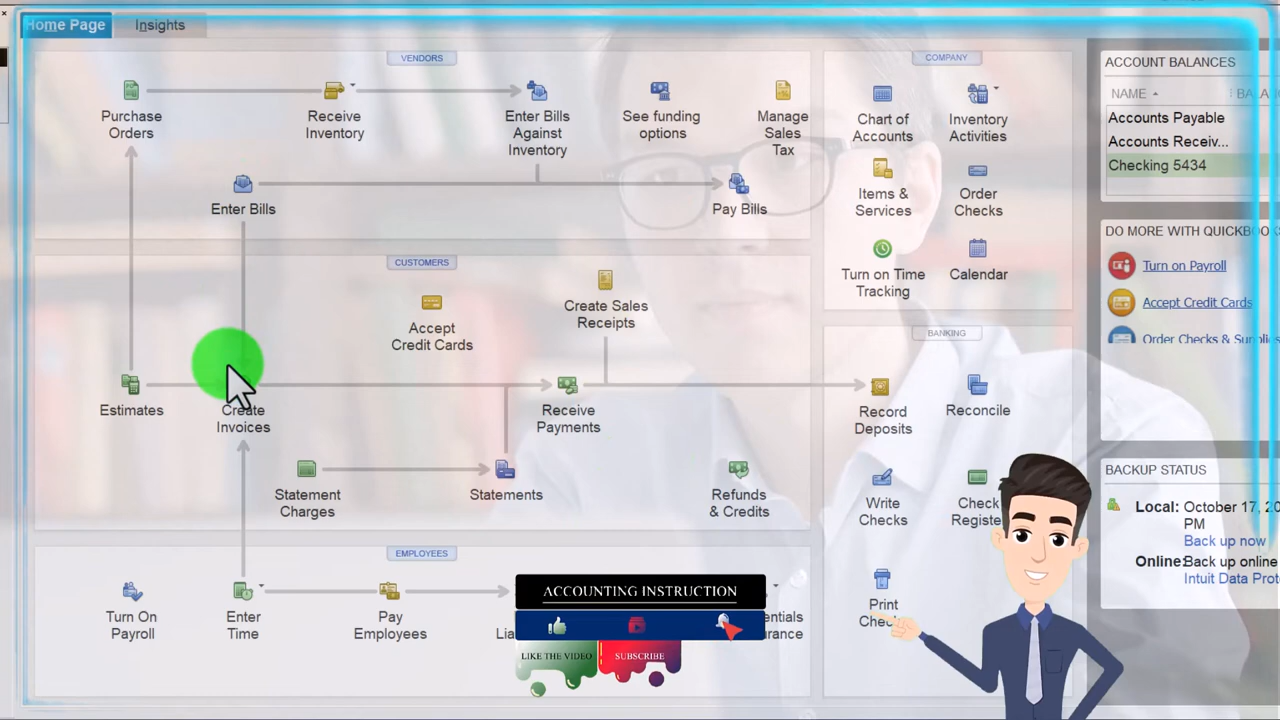 Home Page
Insights
VENDORS
Purchase
Orders
Receive
Inventory
Enter Bills
Against
Inventory
See funding
options
Manage
Sales
Tax
Enter Bills
Pay Bills
CUSTOMERS
Accept
Credit Cards
Create Sales
Receipts
Estimates
Create
Invoices
Receive
Payments
Statement
Charges
Statements
Refunds
& Credits
EMPLOYEES
Turn On
Payroll
Enter
Time
Pay
Employees
COMPANY
Chart of
Accounts
Inventory
Activities
Items &
Services
Order
Checks
Turn on Time
Tracking
Calendar
BANKING
Record
Deposits
Reconcile
Write
Checks
Check
Print
ACCOUNT BALANCES
NAME
Accounts Payable
Accounts Receiv...
Checking 5434
DO MORE WITH
Turn on Payroll
Accept Credit Cards
Order Checks &
BACKUP STATUS
Local: October 17, 20
PM
Back up now
Online: Back up online
Intuit Data
ACCOUNTING INSTRUCTION
LIKE THE VIDEO
SUBSCRIBE